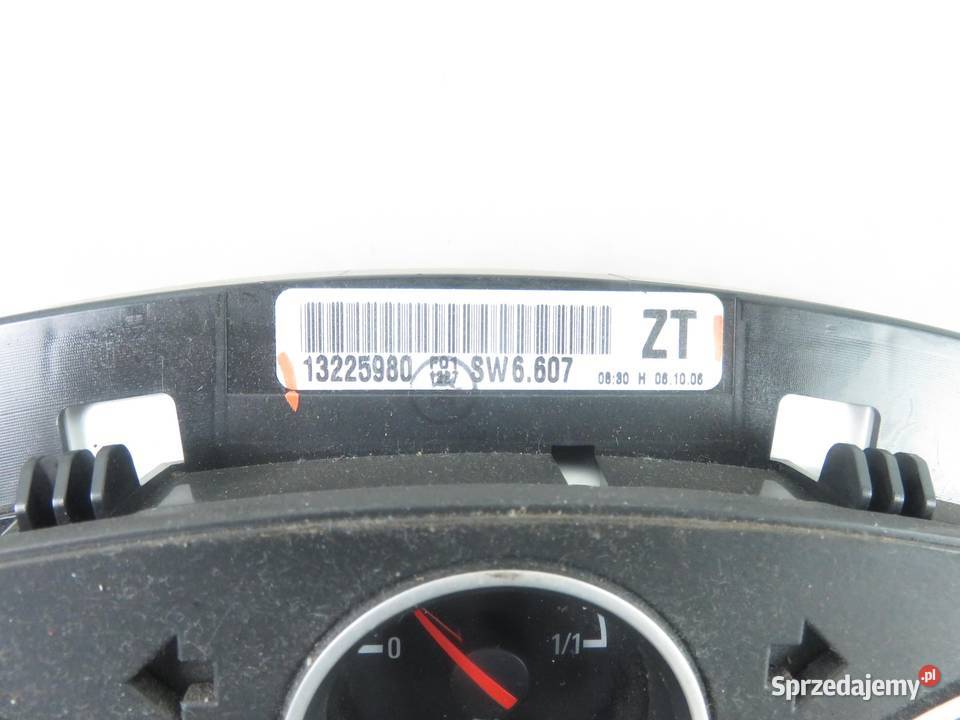 ZT
13225980 SW6.607 08:30 H 06.10.06
0 1/1
Sprzedajemy.pl